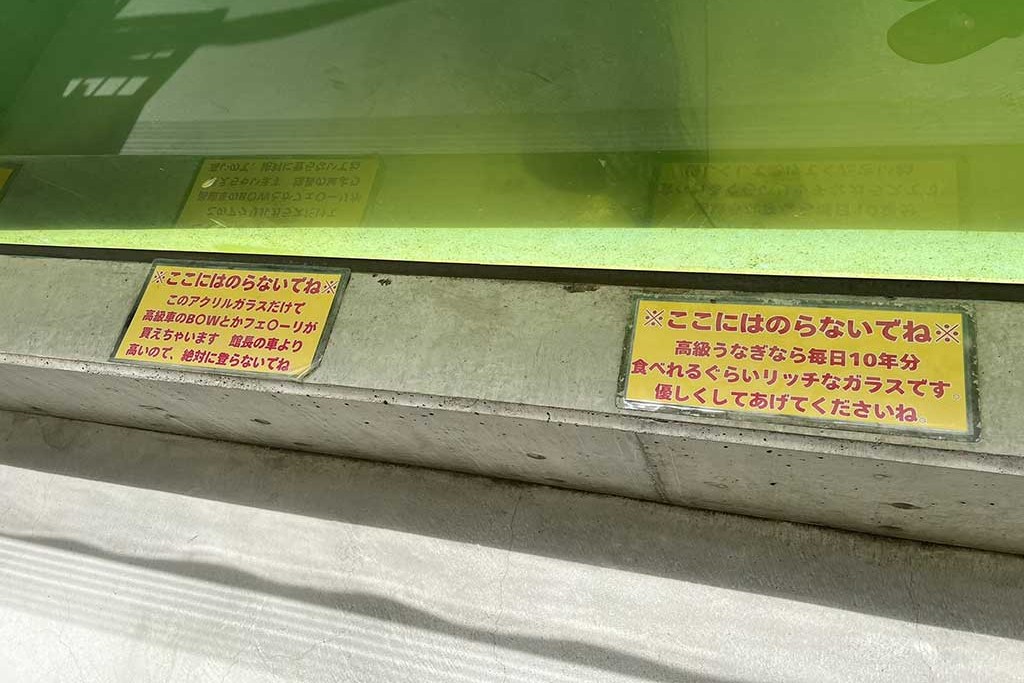 ※ここにはのらないでね※
このアクリルガラスだけで
高級車のBOWとかフェ〇ーリが
買えちゃいます　館長の車より
高いので、絶対に登らないでね
※ここにはのらないでね※
高級うなぎなら毎日10年分
食べれるぐらいリッチなガラスです。
優しくしてあげてくださいね。